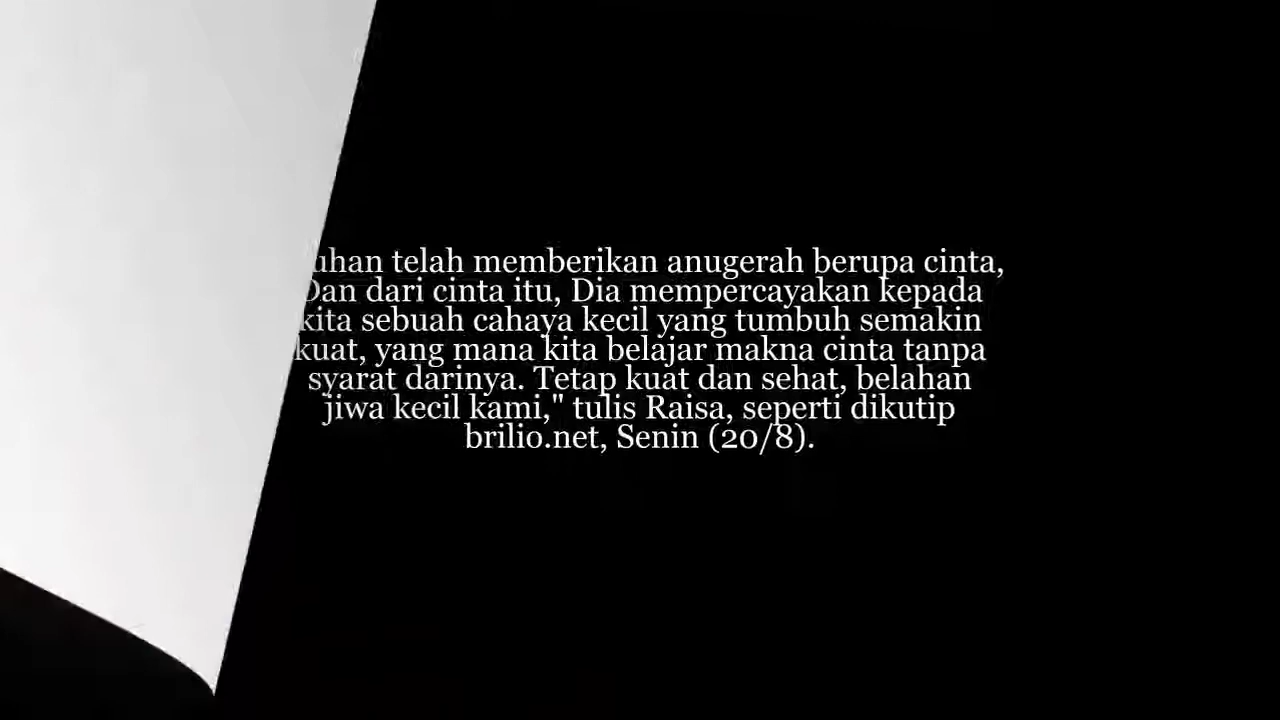 uhan telah memberikan anugerah berupa cinta,
Dan dari cinta itu, Dia mempercayakan kepada
kita sebuah cahaya kecil yang tumbuh semakin
kuat, yang mana kita belajar makna cinta tanpa
syarat darinya. Tetap kuat dan sehat, belahan
jiwa kecil kami," tulis Raisa, seperti dikutip
brilio.net, Senin (20/8).